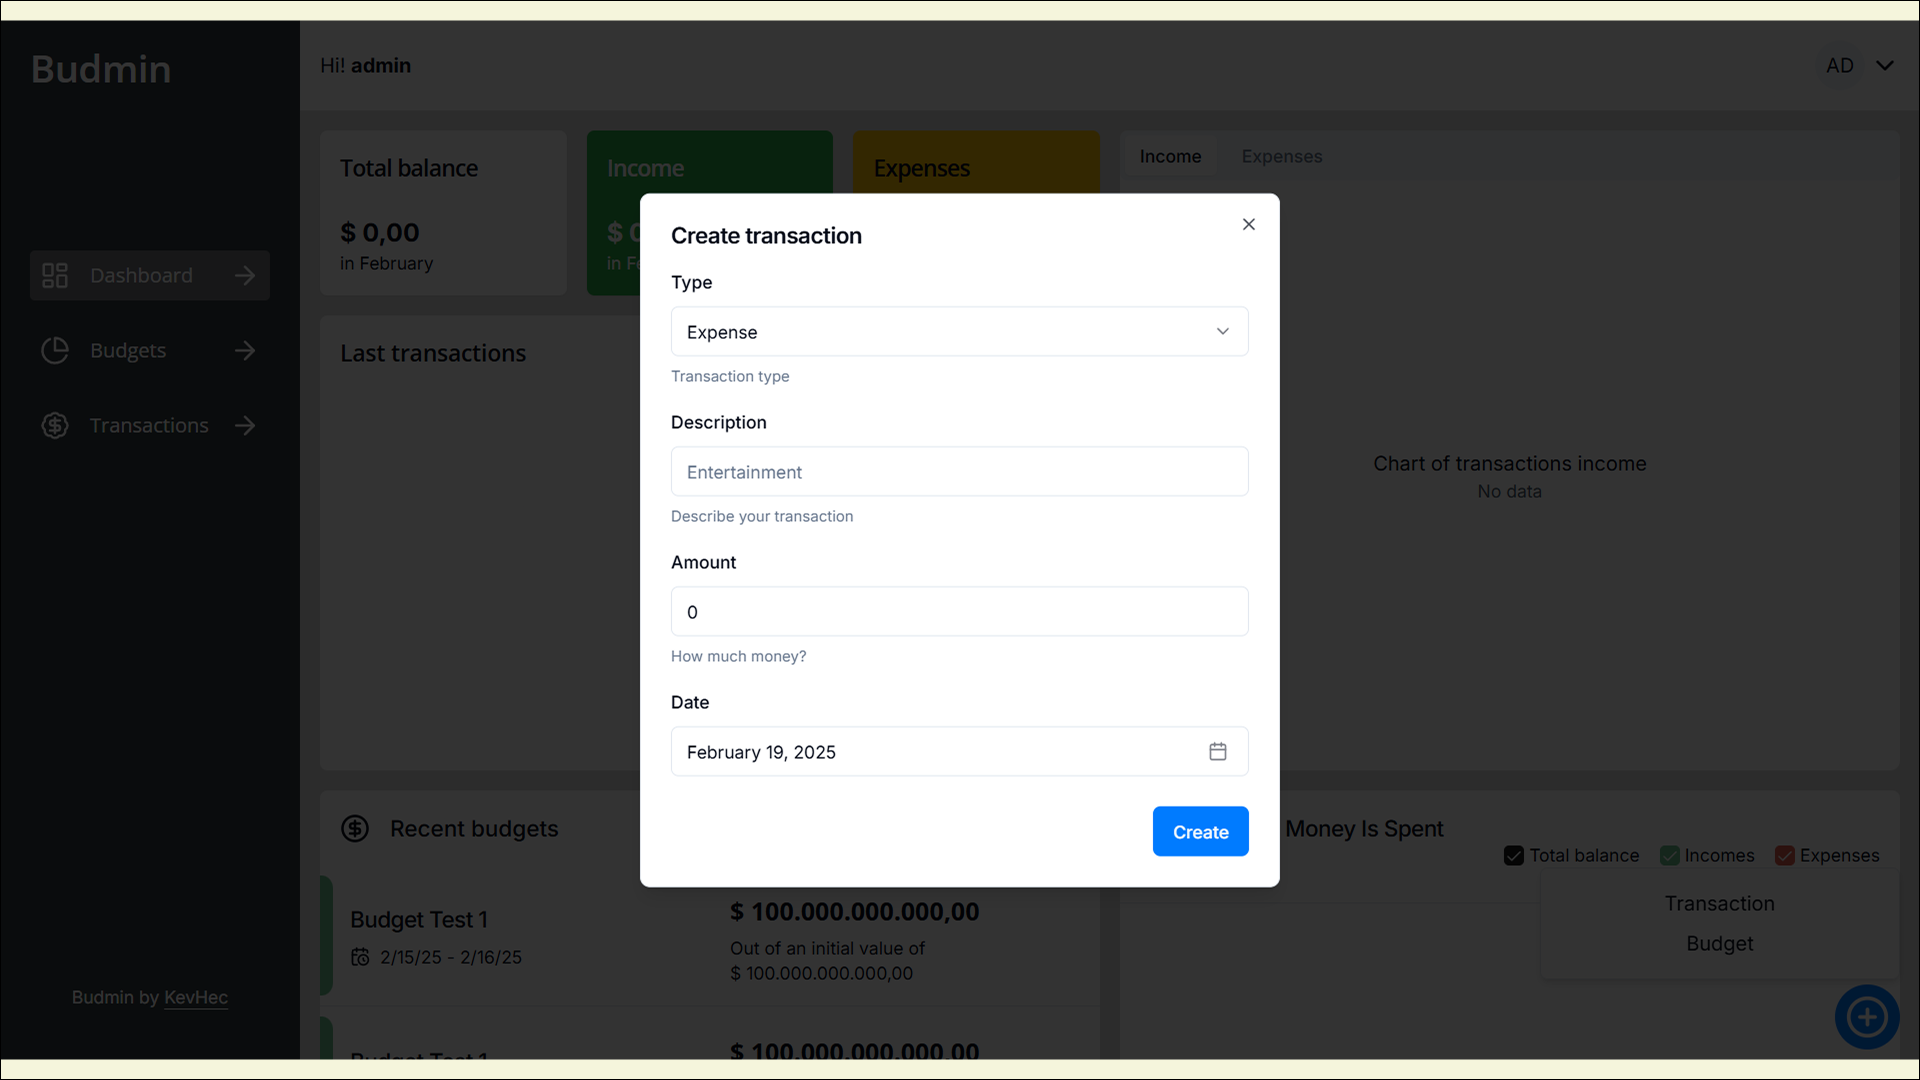 Budmin
Hi! admin
AD
Dashboard
Budgets
Transactions
Budmin by KevHec
Total balance
$ 0,00
in February
Income
$ 0
in Fe
Expenses
Income
Expenses
Last transactions
Chart of transactions income
No data
Create transaction
Type
Expense
Transaction type
Description
Entertainment
Describe your transaction
Amount
0
How much money?
Date
February 19, 2025
Create
Recent budgets
Budget Test 1
2/15/25 - 2/16/25
$ 100.000.000.000,00
Out of an initial value of
$ 100.000.000.000,00
Budget Test 1
$ 100.000.000.000,00
Money Is Spent
Total balance
Incomes
Expenses
Transaction
Budget